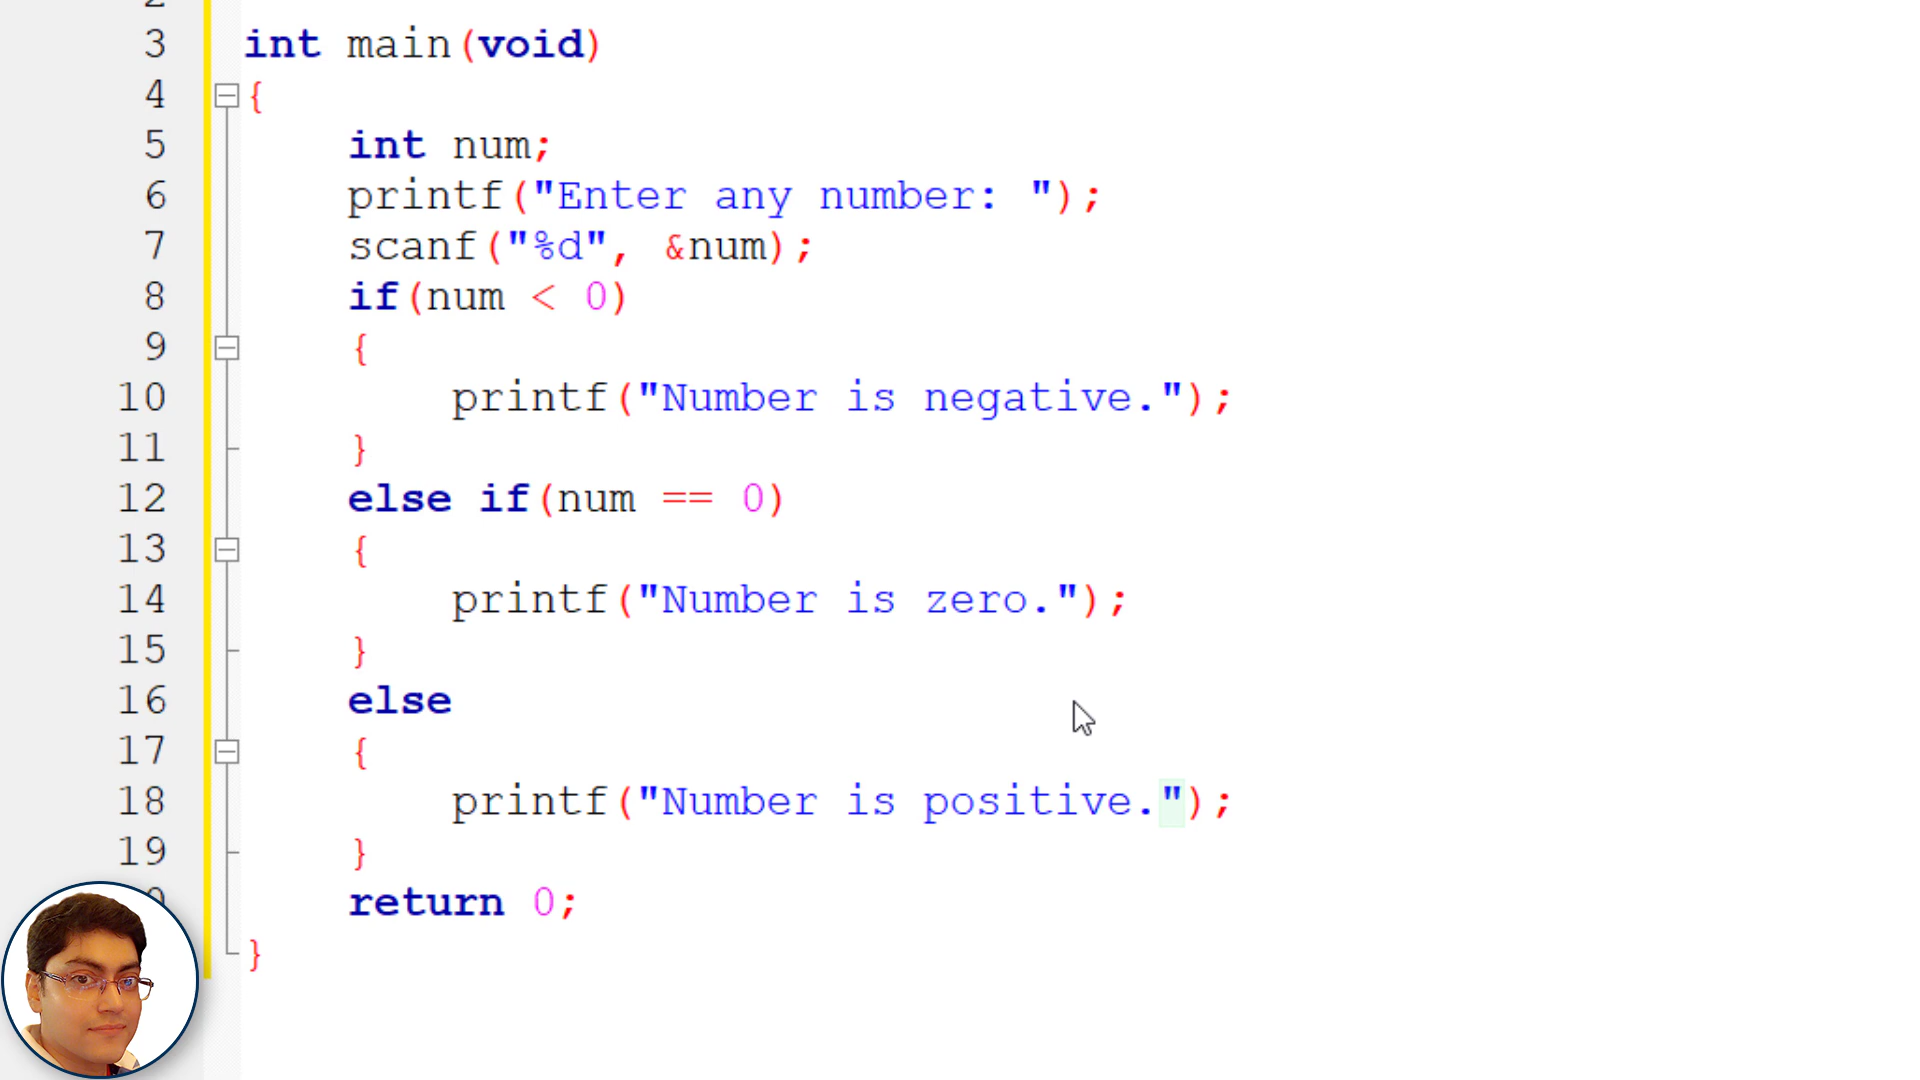 2
3 int main(void)
4 {
5 int num;
6 printf("Enter any number: ");
7 scanf("%d", &num);
8 if(num < 0)
9 {
10 printf("Number is negative.");
11 }
12 else if(num == 0)
13 {
14 printf("Number is zero.");
15 }
16 else
17 {
18 printf("Number is positive.");
19 }
return 0;
}